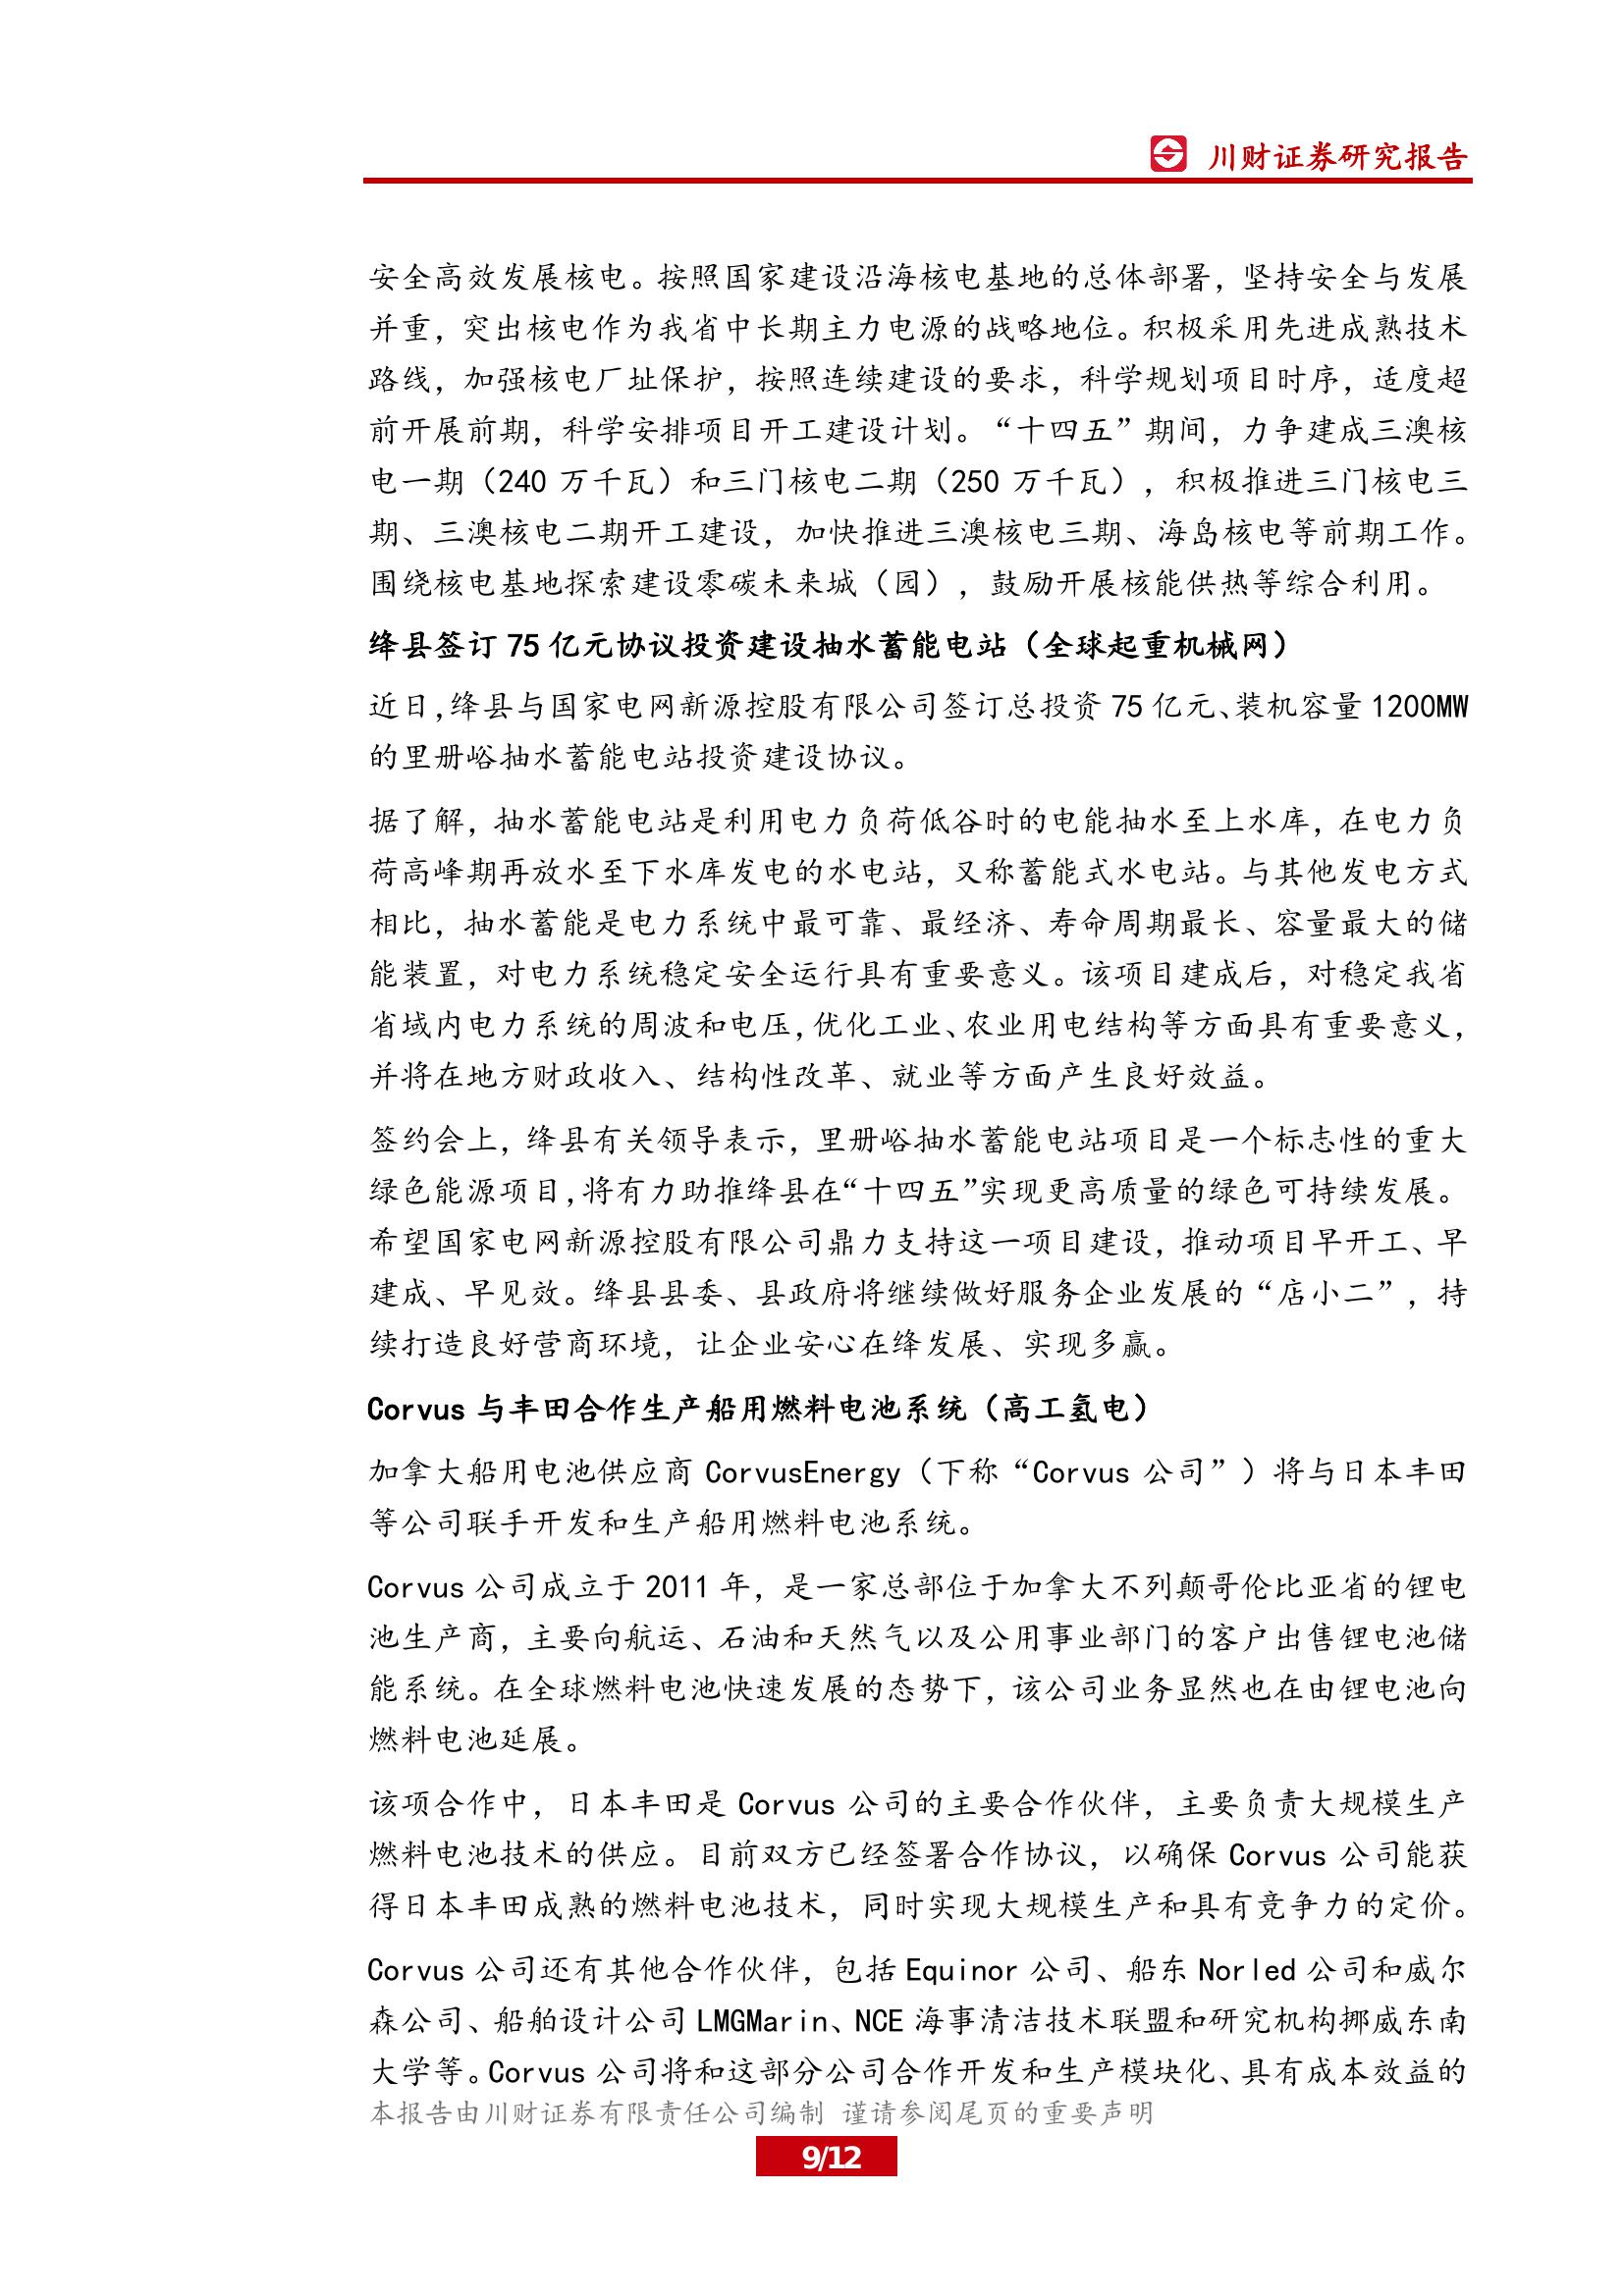 川财证券研究报告
安全高效发展核电。按照国家建设沿海核电基地的总体部署，坚持安全与发展
并重，突出核电作为我省中长期主力电源的战略地位。积极采用先进成熟技术
路线，加强核电厂址保护，按照连续建设的要求，科学规划项目时序，适度超
前开展前期，科学安排项目开工建设计划。“十四五”期间，力争建成三澳核
电一期（240 万千瓦）和三门核电二期（250 万千瓦），积极推进三门核电三
期、三澳核电二期开工建设，加快推进三澳核电三期、海岛核电等前期工作。
围绕核电基地探索建设零碳未来城（园），鼓励开展核能供热等综合利用。
绛县签订 75 亿元协议投资建设抽水蓄能电站（全球起重机械网）
近日,绛县与国家电网新源控股有限公司签订总投资 75 亿元、装机容量 1200MW
的里册峪抽水蓄能电站投资建设协议。
据了解，抽水蓄能电站是利用电力负荷低谷时的电能抽水至上水库，在电力负
荷高峰期再放水至下水库发电的水电站，又称蓄能式水电站。与其他发电方式
相比，抽水蓄能是电力系统中最可靠、最经济、寿命周期最长、容量最大的储
能装置，对电力系统稳定安全运行具有重要意义。该项目建成后，对稳定我省
省域内电力系统的周波和电压,优化工业、农业用电结构等方面具有重要意义，
并将在地方财政收入、结构性改革、就业等方面产生良好效益。
签约会上，绛县有关领导表示，里册峪抽水蓄能电站项目是一个标志性的重大
绿色能源项目,将有力助推绛县在“十四五”实现更高质量的绿色可持续发展。
希望国家电网新源控股有限公司鼎力支持这一项目建设，推动项目早开工、早
建成、早见效。绛县县委、县政府将继续做好服务企业发展的“店小二”，持
续打造良好营商环境，让企业安心在绛发展、实现多赢。
Corvus 与丰田合作生产船用燃料电池系统（高工氢电）
加拿大船用电池供应商 CorvusEnergy（下称“Corvus 公司”）将与日本丰田
等公司联手开发和生产船用燃料电池系统。
Corvus 公司成立于 2011 年，是一家总部位于加拿大不列颠哥伦比亚省的锂电
池生产商，主要向航运、石油和天然气以及公用事业部门的客户出售锂电池储
能系统。在全球燃料电池快速发展的态势下，该公司业务显然也在由锂电池向
燃料电池延展。
该项合作中，日本丰田是 Corvus 公司的主要合作伙伴，主要负责大规模生产
燃料电池技术的供应。目前双方已经签署合作协议，以确保 Corvus 公司能获
得日本丰田成熟的燃料电池技术，同时实现大规模生产和具有竞争力的定价。
Corvus 公司还有其他合作伙伴，包括 Equinor 公司、船东 Norled 公司和威尔
森公司、船舶设计公司 LMGMarin、NCE 海事清洁技术联盟和研究机构挪威东南
大学等。Corvus 公司将和这部分公司合作开发和生产模块化、具有成本效益的
本报告由川财证券有限责任公司编制 谨请参阅尾页的重要声明
9/12